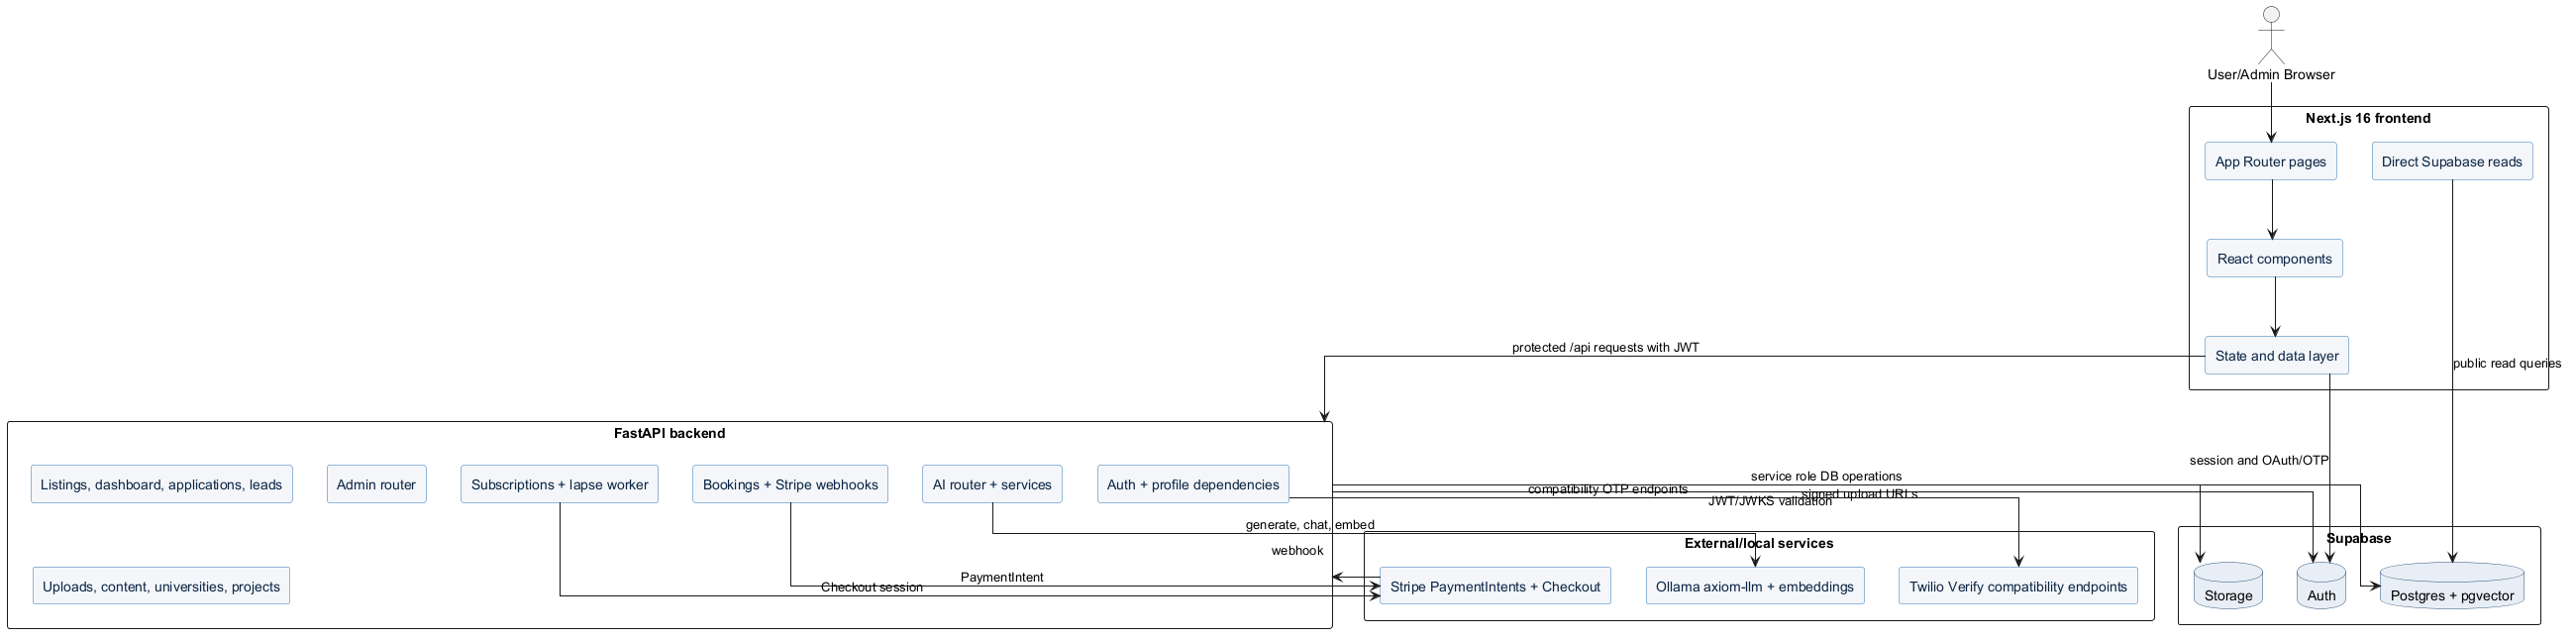 User/Admin Browser
Next.js 16 frontend
App Router pages
Direct Supabase reads
React components
State and data layer
protected /api requests with JWT
public read queries
FastAPI backend
session and OAuth/OTP
Listings, dashboard, applications, leads
Admin router
Subscriptions + lapse worker
Bookings + Stripe webhooks
AI router + services
Auth + profile dependencies
service role DB operations
compatibility OTP endpoints
signed upload URLs
JWT/JWKS validation
generate, chat, embed
webhook
External/local services
Supabase
Uploads, content, universities, projects
Checkout session
PaymentIntent
Stripe PaymentIntents + Checkout
Ollama axiom-llm + embeddings
Twilio Verify compatibility endpoints
Storage
Auth
Postgres + pgvector